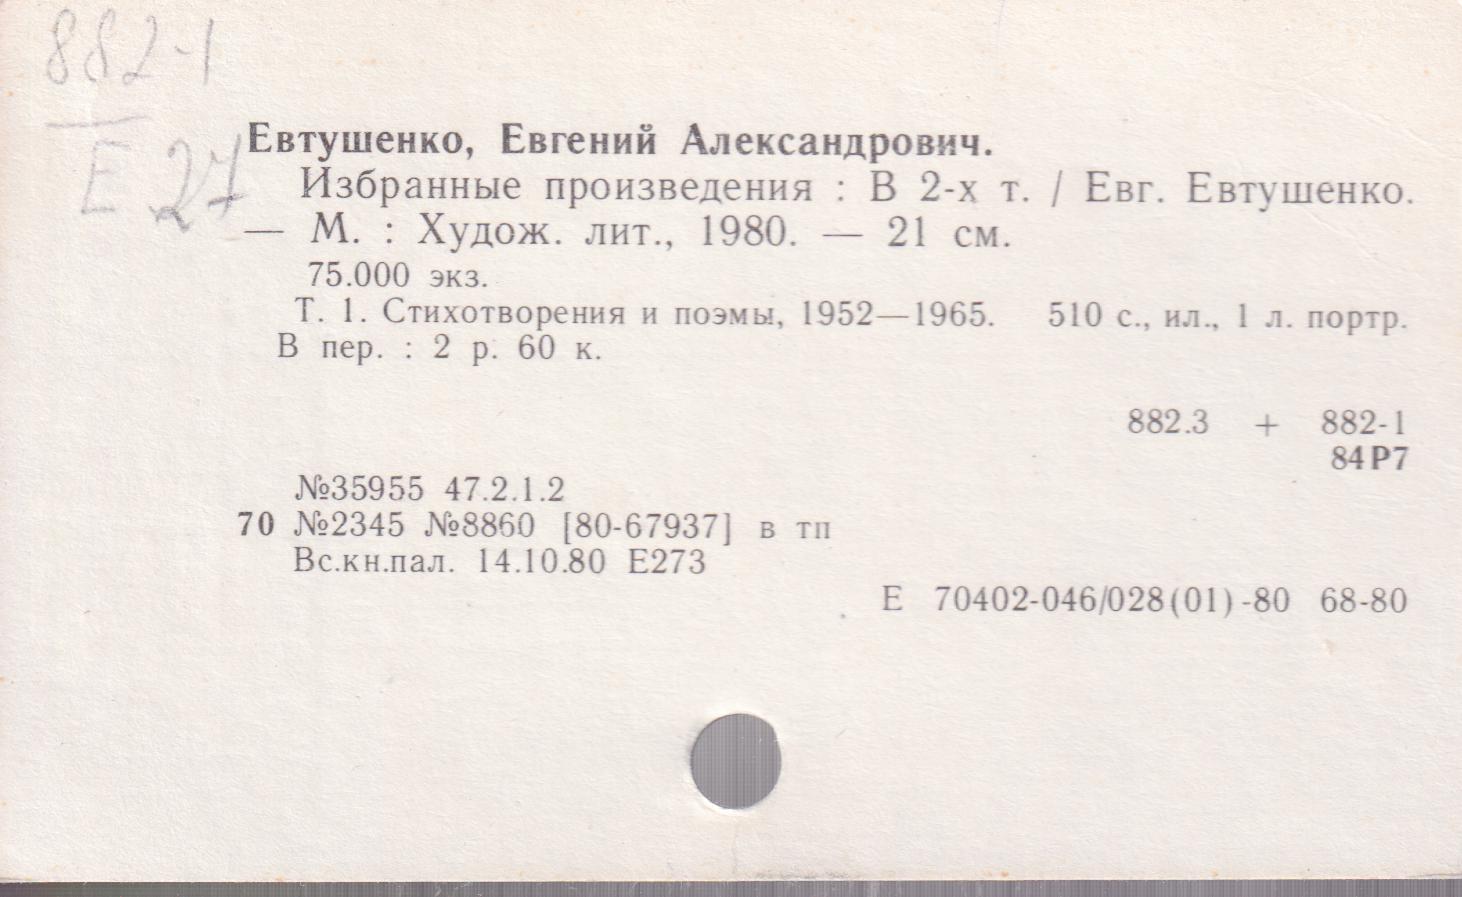 882-1
Е 27
Евтушенко, Евгений Александрович.
Избранные произведения : В 2-х т. / Евг. Евтушенко.
— М. : Худож. лит., 1980. — 21 см.
75.000 экз.
Т. 1. Стихотворения и поэмы, 1952—1965. 510 с., ил., 1 л. портр.
В пер. : 2 р. 60 к.
882.3 + 882-1
84Р7
№35955 47.2.1.2
70 №2345 №8860 [80-67937] в тп
Вс.кн.пал. 14.10.80 Е273
Е 70402-046/028(01)-80 68-80